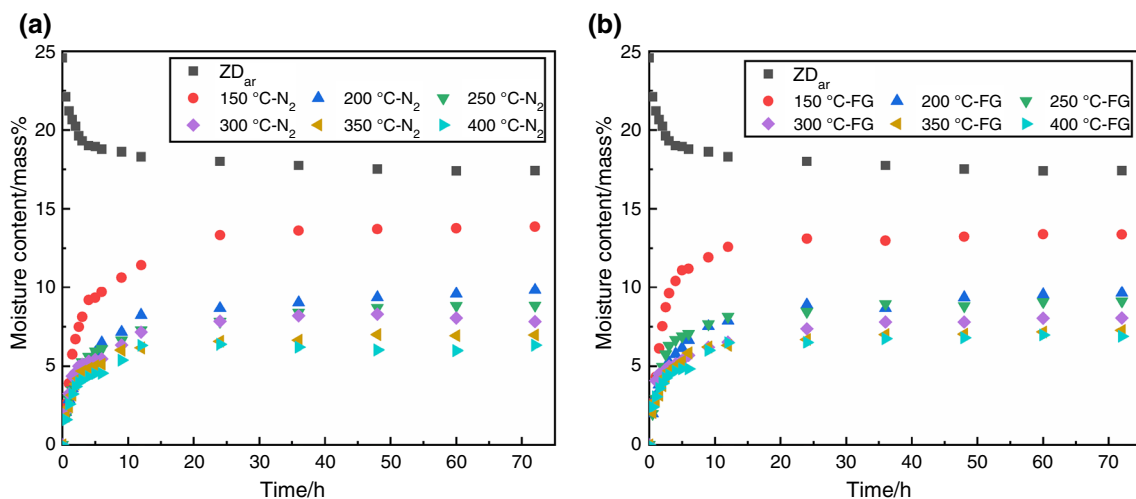 (a)
25
20
15
10
5
0
Moisture content/mass%
ZD_ar
150 °C-N₂ 200 °C-N₂ 250 °C-N₂
300 °C-N₂ 350 °C-N₂ 400 °C-N₂
0 10 20 30 40 50 60 70
Time/h
(b)
25
20
15
10
5
0
Moisture content/mass%
ZD_ar
150 °C-FG 200 °C-FG 250 °C-FG
300 °C-FG 350 °C-FG 400 °C-FG
0 10 20 30 40 50 60 70
Time/h